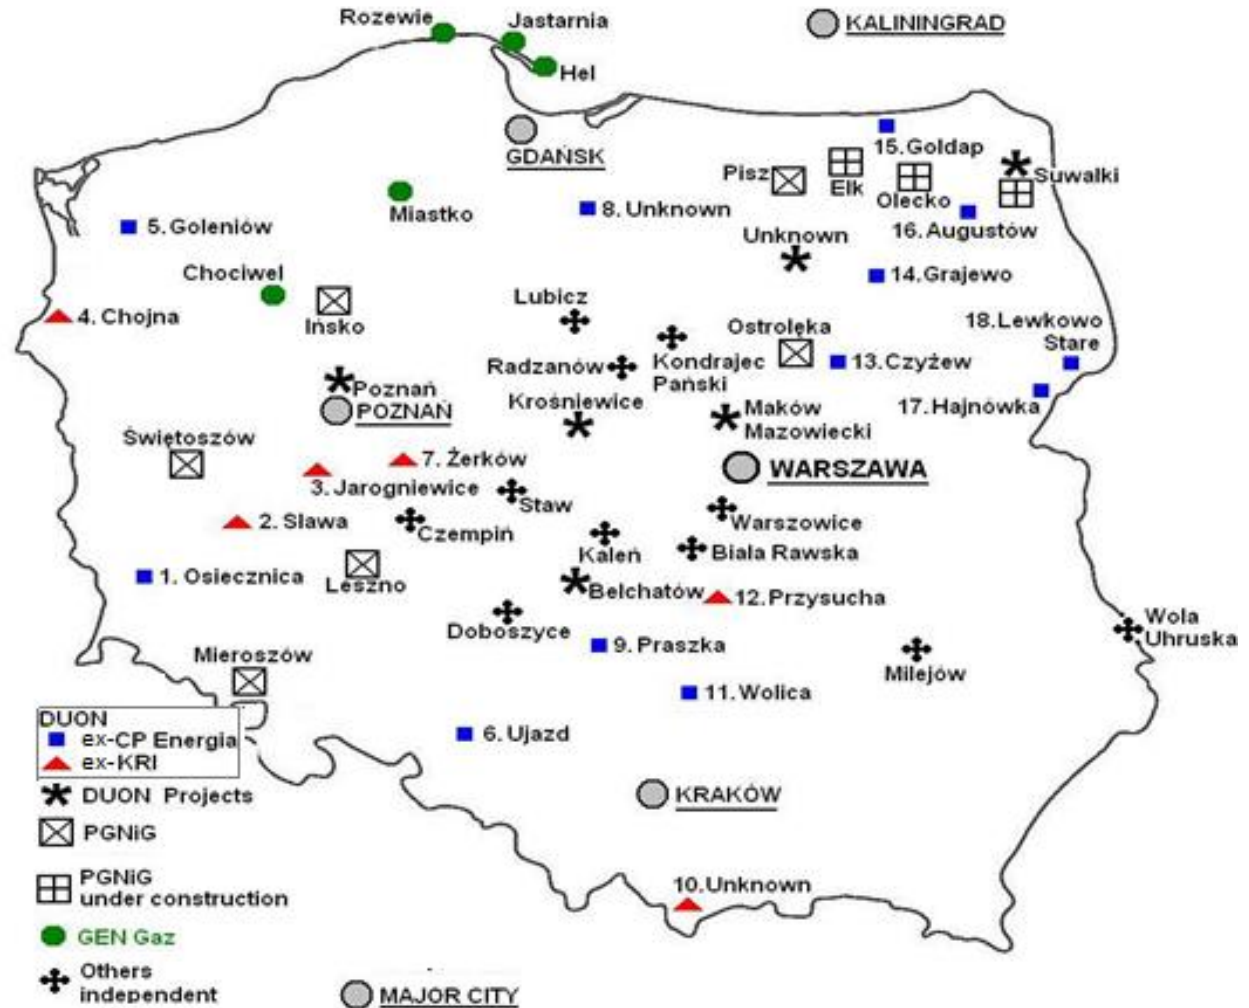 Rozewie
Jastarnia
KALININGRAD
Hel
GDAŃSK
15. Goldap
Pisz
Elk
Olecko
Suwalki
Miastko
8. Unknown
16. Augustów
5. Goleniów
Unknown
Chociwel
14. Grajewo
Lubicz
4. Chojna
Ińsko
Ostrolęka
18. Lewkowo
Stare
Radzanów
Kondrajec
Pański
13. Czyżew
Poznań
POZNAŃ
Krośniewice
Maków
Mazowiecki
17. Hajnówka
Świętoszów
7. Żerków
WARSZAWA
3. Jarogniewice
Staw
2. Slawa
Czempiń
Warszowice
Kaleń
Biala Rawska
1. Osiecznica
Leszno
Belchatów
12. Przysucha
Doboszyce
Wola
Uhruska
9. Praszka
Milejów
Mieroszów
11. Wolica
6. Ujazd
DUON
ex-CP Energia
ex-KRI
DUON Projects
KRAKÓW
PGNiG
PGNiG
under construction
10. Unknown
GEN Gaz
Others
independent
MAJOR CITY